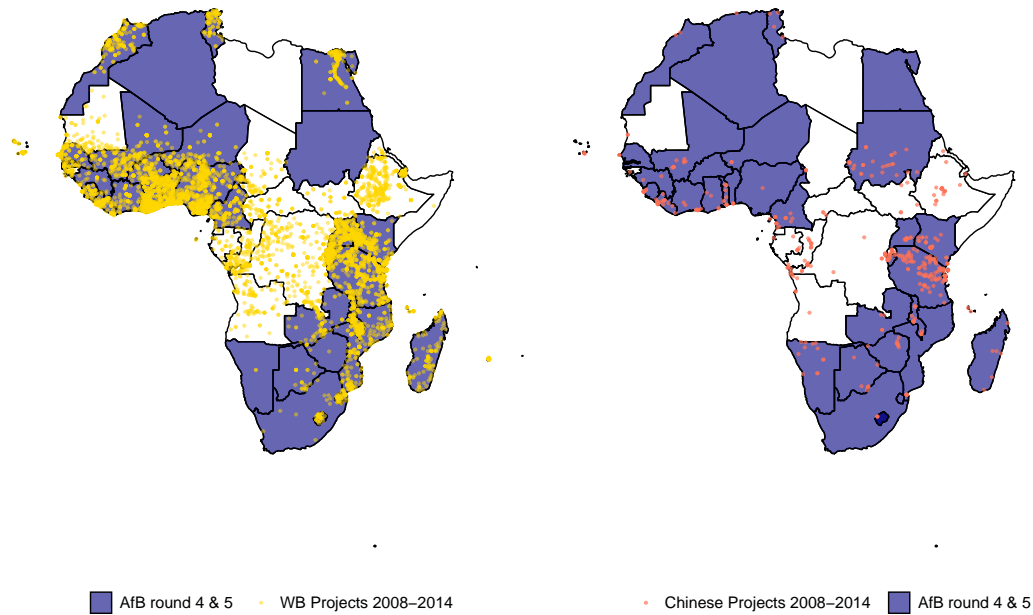 AfB round 4 & 5
WB Projects 2008–2014
Chinese Projects 2008–2014
AfB round 4 & 5